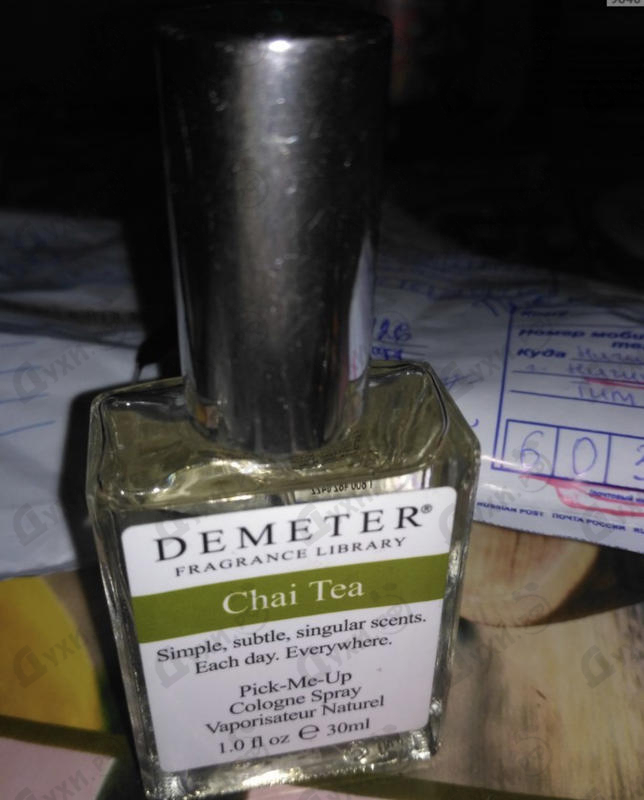 DEMETER®
FRAGRANCE LIBRARY
Chai Tea
Simple, subtle, singular scents.
Each day. Everywhere.
Pick-Me-Up
Cologne Spray
Vaporisateur Naturel
1.0 fl oz ℮ 30ml
Номер моби
Куда
603
RUSSIAN POST ПОЧТА РОССИИ